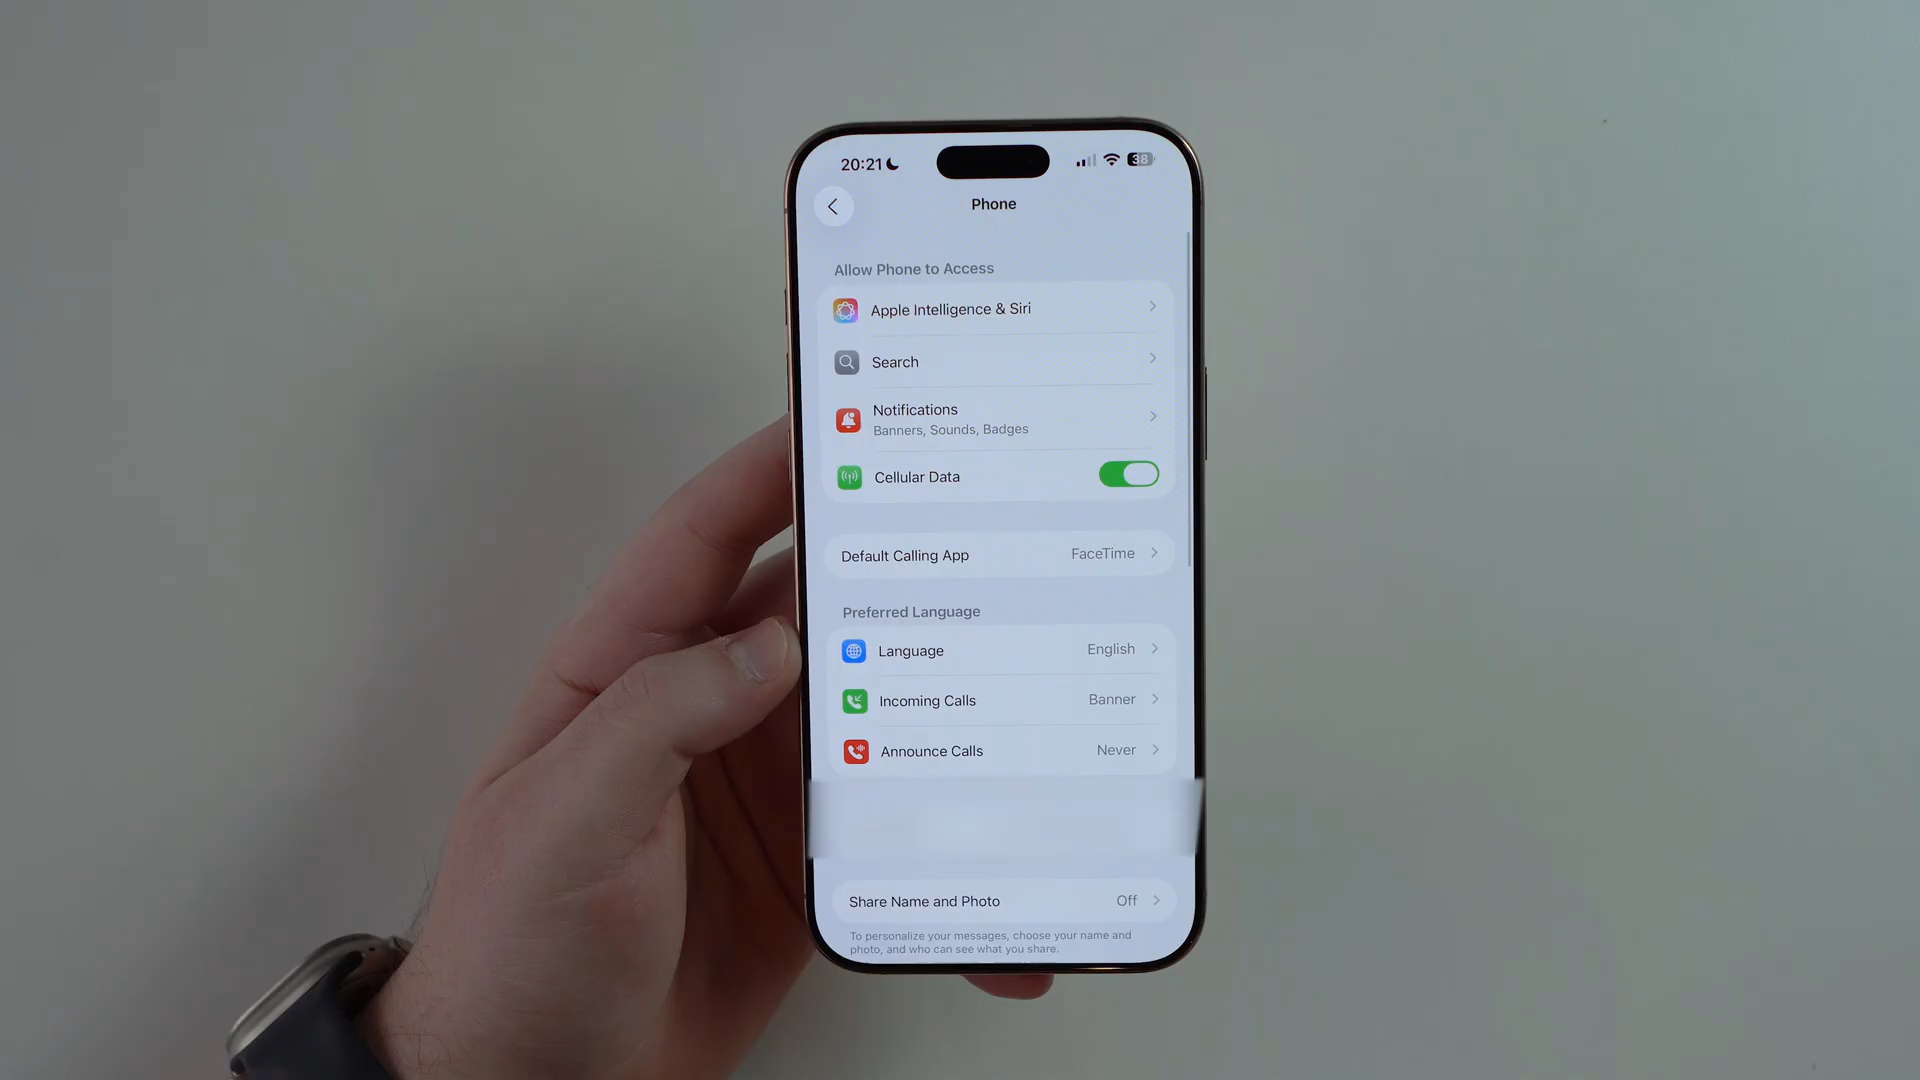 20:21
38
Phone
Allow Phone to Access
Apple Intelligence & Siri
Search
Notifications
Banners, Sounds, Badges
Cellular Data
Default Calling App FaceTime
Preferred Language
Language English
Incoming Calls Banner
Announce Calls Never
Share Name and Photo Off
To personalize your messages, choose your name and
photo, and who can see what you share.